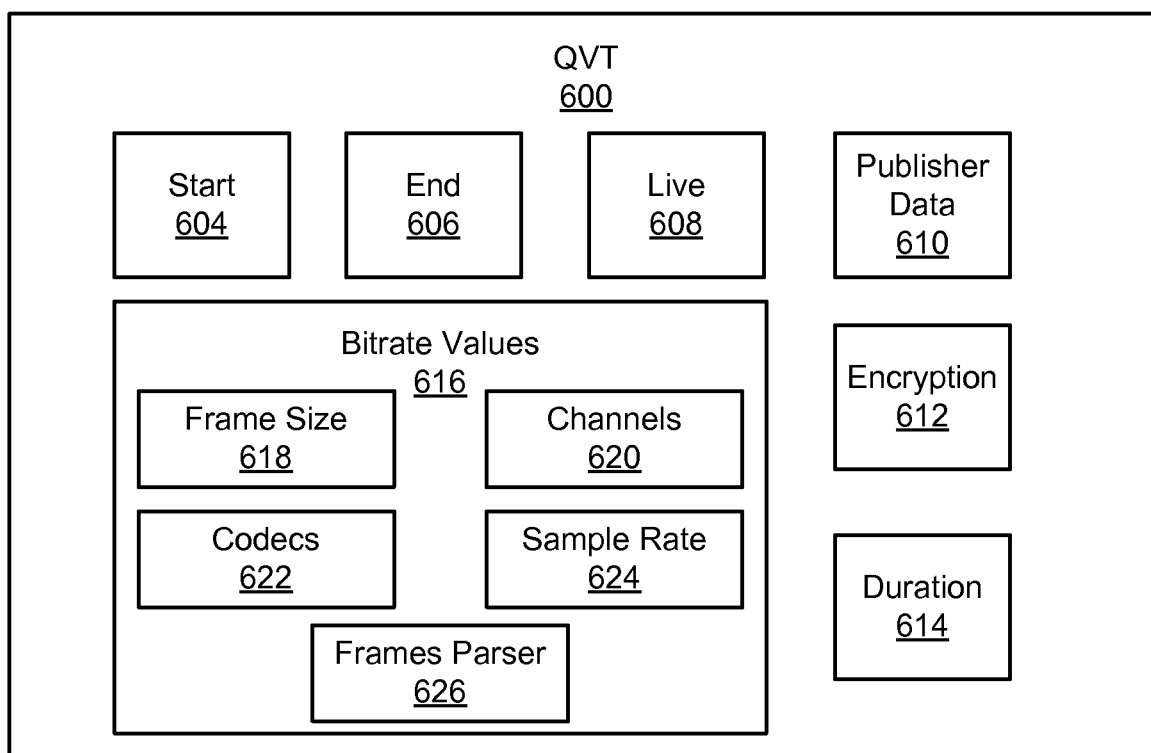 QVT
600
Start
604
End
606
Live
608
Publisher
Data
610
Bitrate Values
616
Frame Size
618
Channels
620
Codecs
622
Sample Rate
624
Frames Parser
626
Encryption
612
Duration
614